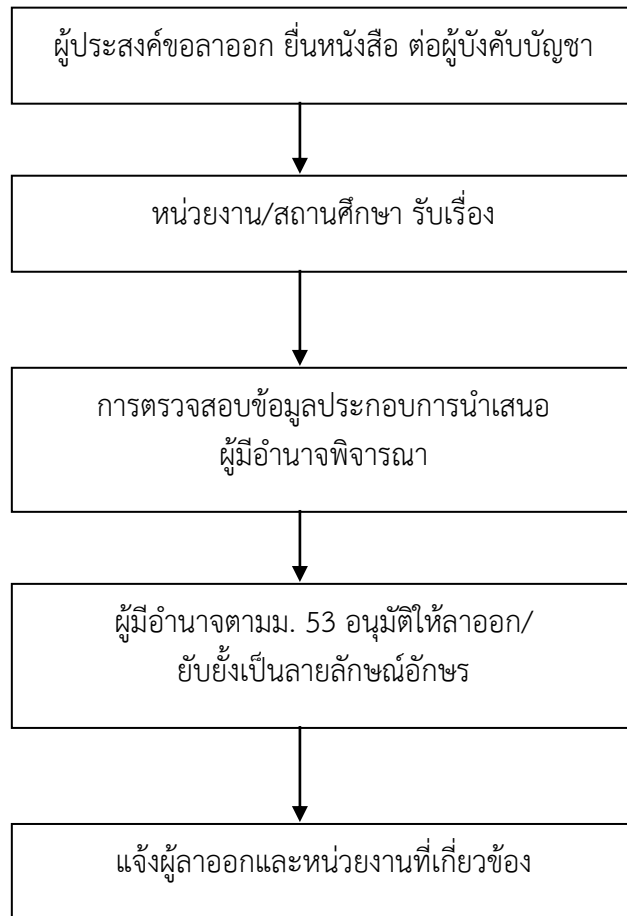 ผู้ประสงค์ขอลาออก ยื่นหนังสือ ต่อผู้บังคับบัญชา
หน่วยงาน/สถานศึกษา รับเรื่อง
การตรวจสอบข้อมูลประกอบการนำเสนอ
ผู้มีอำนาจพิจารณา
ผู้มีอำนาจตามม. 53 อนุมัติให้ลาออก/
ยับยั้งเป็นลายลักษณ์อักษร
แจ้งผู้ลาออกและหน่วยงานที่เกี่ยวข้อง